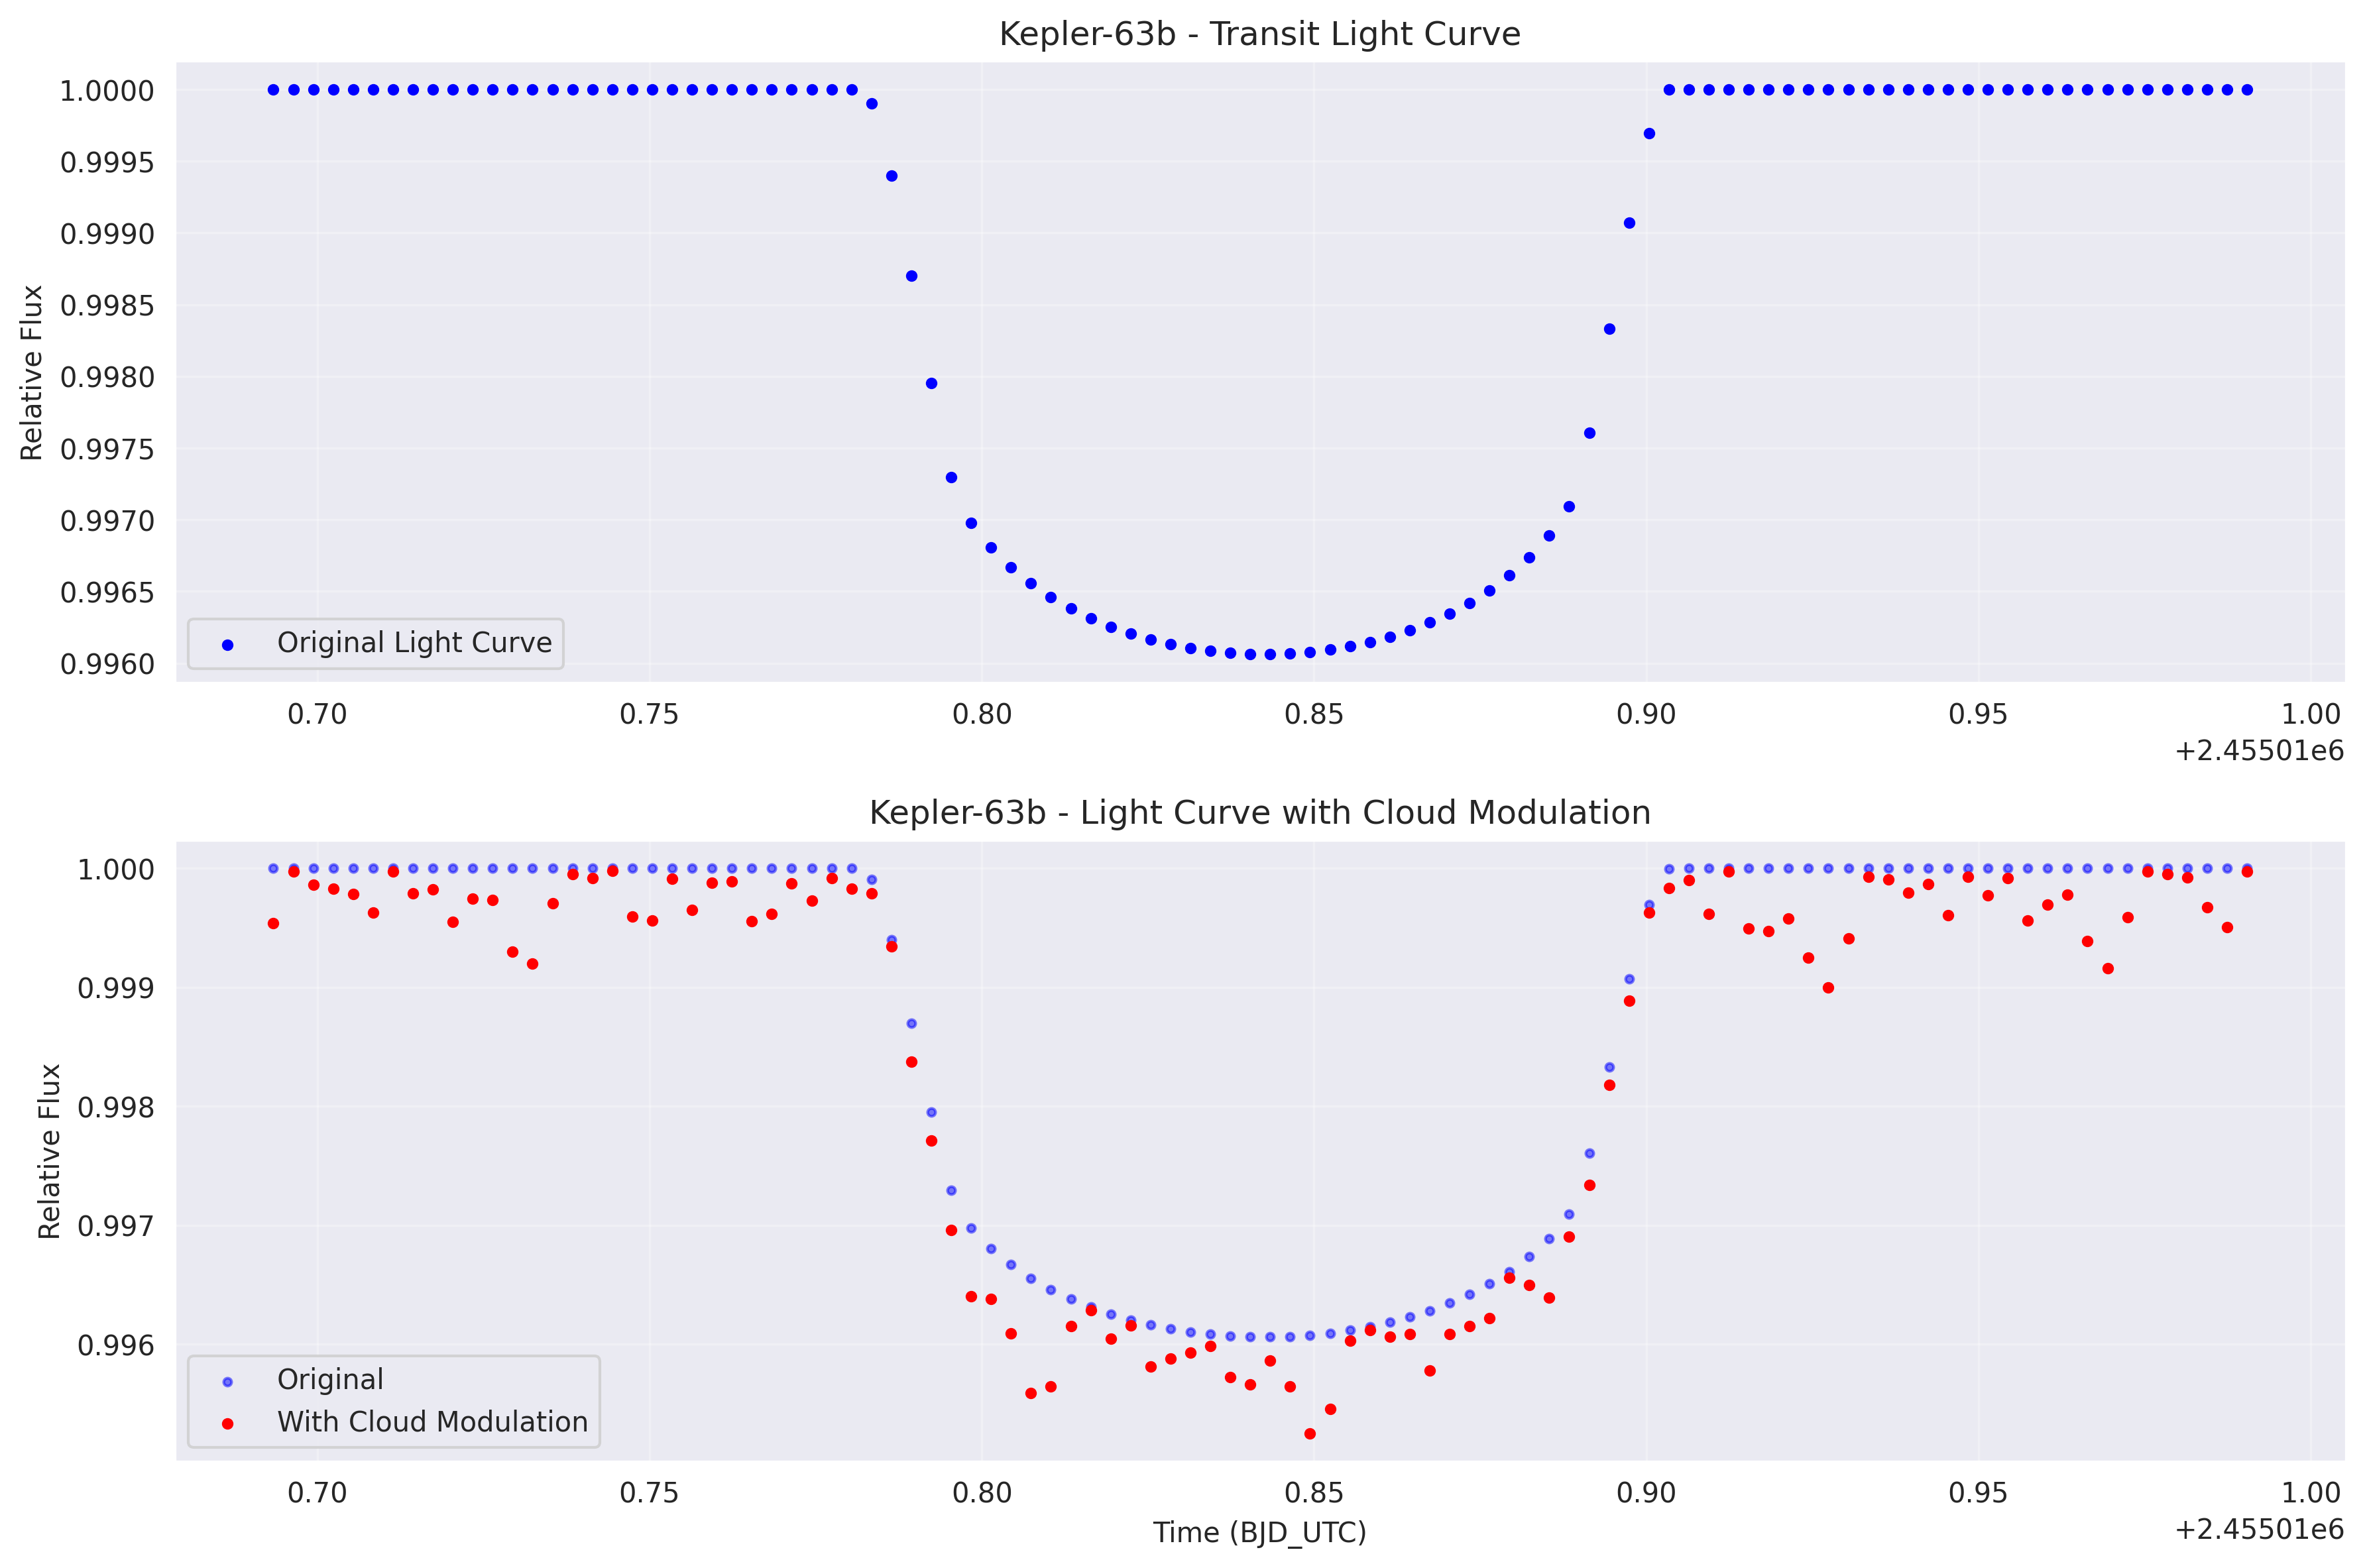 Kepler-63b - Transit Light Curve
Relative Flux
1.0000
0.9995
0.9990
0.9985
0.9980
0.9975
0.9970
0.9965
0.9960
Original Light Curve
0.70 0.75 0.80 0.85 0.90 0.95 1.00
+2.45501e6
Kepler-63b - Light Curve with Cloud Modulation
Relative Flux
1.000
0.999
0.998
0.997
0.996
Original
With Cloud Modulation
0.70 0.75 0.80 0.85 0.90 0.95 1.00
Time (BJD_UTC)
+2.45501e6